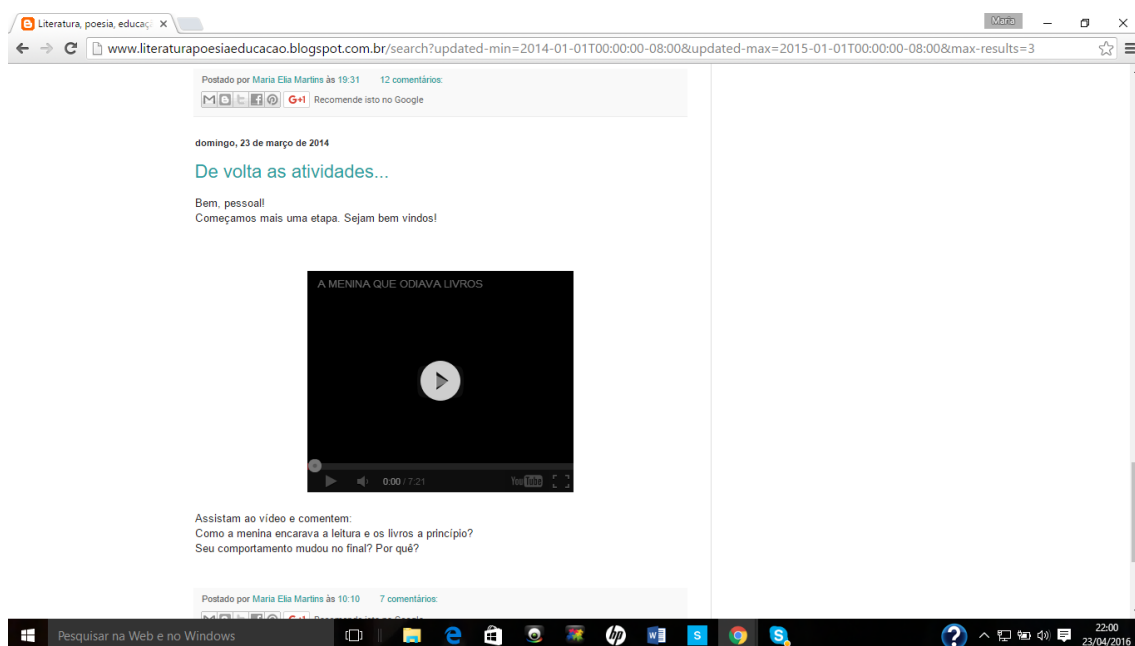 Literatura, poesia, educaç
Maria
www.literaturapoesiaeducacao.blogspot.com.br/search?updated-min=2014-01-01T00:00:00-08:00&updated-max=2015-01-01T00:00:00-08:00&max-results=3
Postado por Maria Elia Martins às 19:31 12 comentários:
G+1 Recomende isto no Google
domingo, 23 de março de 2014
De volta as atividades...
Bem, pessoal!
Começamos mais uma etapa. Sejam bem vindos!
A MENINA QUE ODIAVA LIVROS
0:00 / 7:21 YouTube
Assistam ao vídeo e comentem:
Como a menina encarava a leitura e os livros a princípio?
Seu comportamento mudou no final? Por quê?
Postado por Maria Elia Martins às 10:10 7 comentários:
Pesquisar na Web e no Windows
22:00
23/04/2016